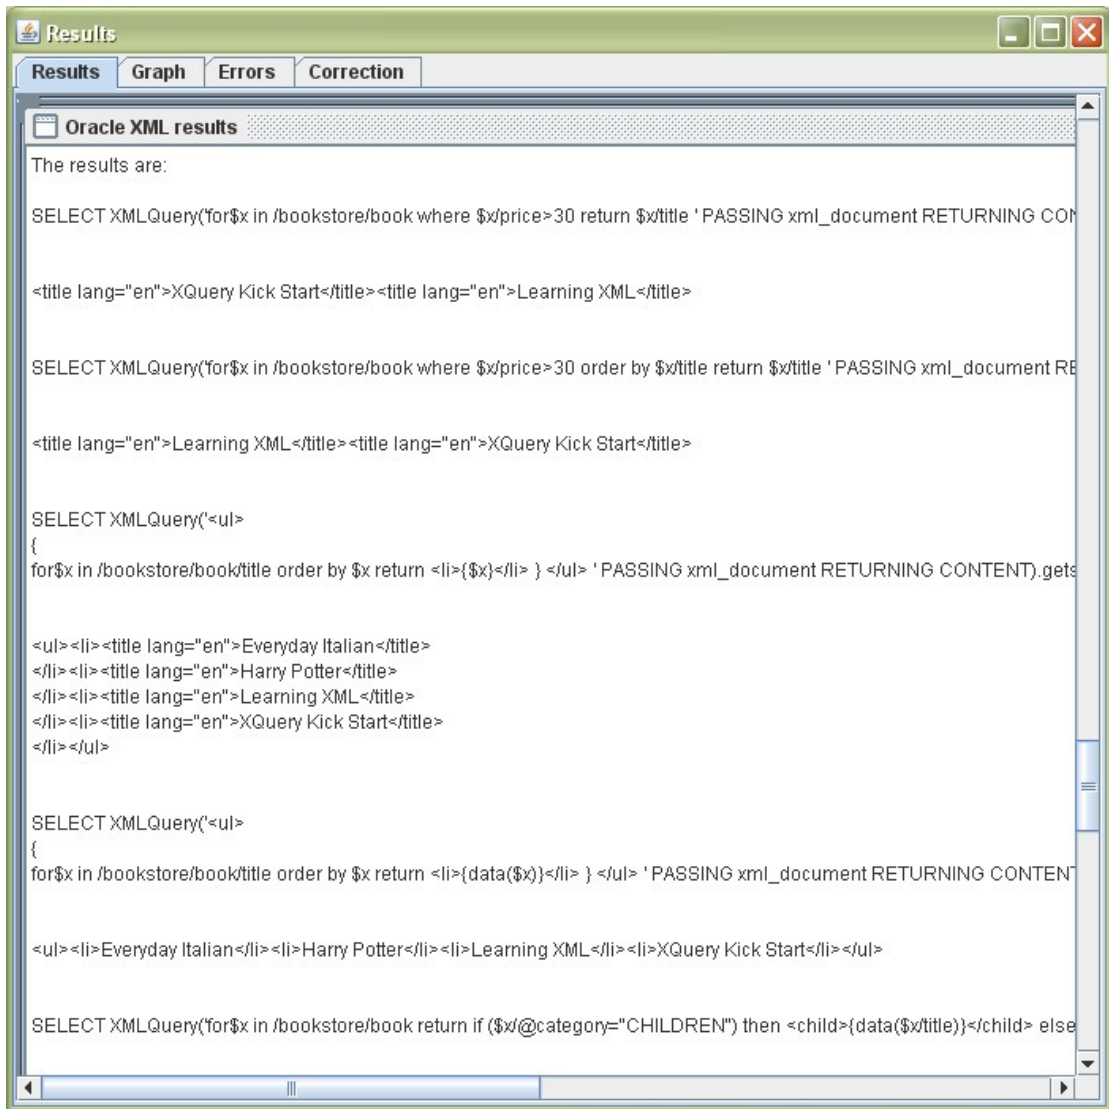 Results
Results Graph Errors Correction
Oracle XML results
The results are:
SELECT XMLQuery('for$x in /bookstore/book where $x/price>30 return $x/title ' PASSING xml_document RETURNING CON
<title lang="en">XQuery Kick Start</title><title lang="en">Learning XML</title>
SELECT XMLQuery('for$x in /bookstore/book where $x/price>30 order by $x/title return $x/title ' PASSING xml_document RE
<title lang="en">Learning XML</title><title lang="en">XQuery Kick Start</title>
SELECT XMLQuery('<ul>
{
for$x in /bookstore/book/title order by $x return <li>{$x}</li> } </ul> ' PASSING xml_document RETURNING CONTENT).gets
<ul><li><title lang="en">Everyday Italian</title>
</li><li><title lang="en">Harry Potter</title>
</li><li><title lang="en">Learning XML</title>
</li><li><title lang="en">XQuery Kick Start</title>
</li></ul>
SELECT XMLQuery('<ul>
{
for$x in /bookstore/book/title order by $x return <li>{data($x)}</li> } </ul> ' PASSING xml_document RETURNING CONTENT
<ul><li>Everyday Italian</li><li>Harry Potter</li><li>Learning XML</li><li>XQuery Kick Start</li></ul>
SELECT XMLQuery('for$x in /bookstore/book return if ($x/@category="CHILDREN") then <child>{data($x/title)}</child> else